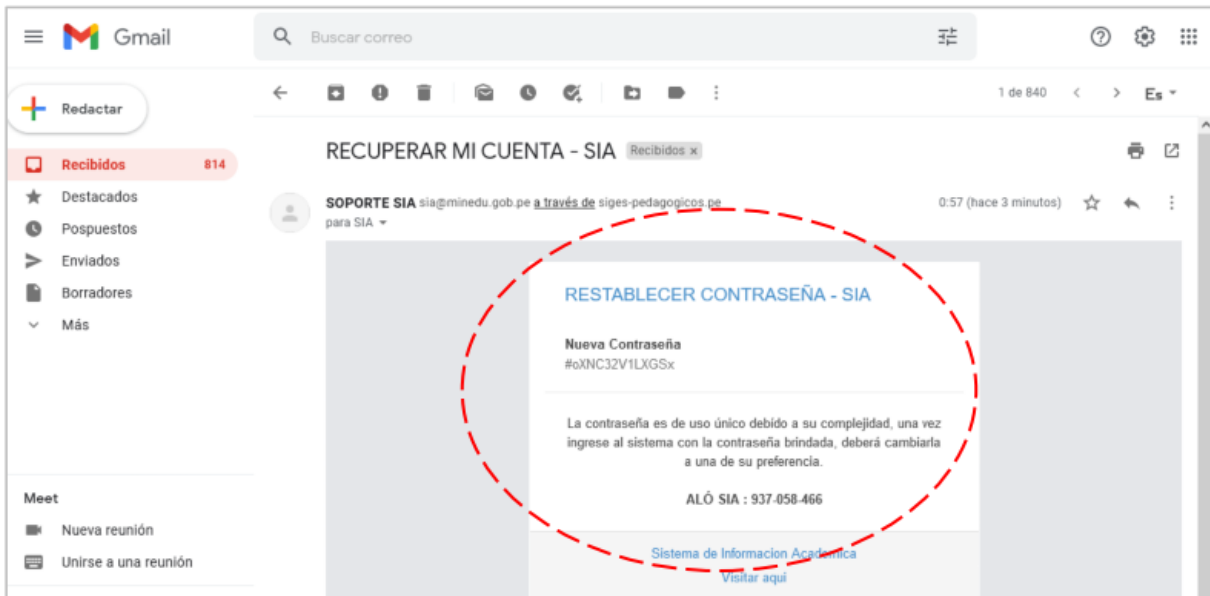 Gmail
Buscar correo
Redactar
1 de 840
Es
Recibidos 814
Destacados
Pospuestos
Enviados
Borradores
Más
RECUPERAR MI CUENTA - SIA Recibidos x
SOPORTE SIA sia@minedu.gob.pe a través de siges-pedagogicos.pe 0:57 (hace 3 minutos)
para SIA
RESTABLECER CONTRASEÑA - SIA
Nueva Contraseña
#oXNC32V1LXGSx
La contraseña es de uso único debido a su complejidad, una vez
ingrese al sistema con la contraseña brindada, deberá cambiarla
a una de su preferencia.
ALÓ SIA : 937-058-466
Sistema de Informacion Academica
Visitar aquí
Meet
Nueva reunión
Unirse a una reunión